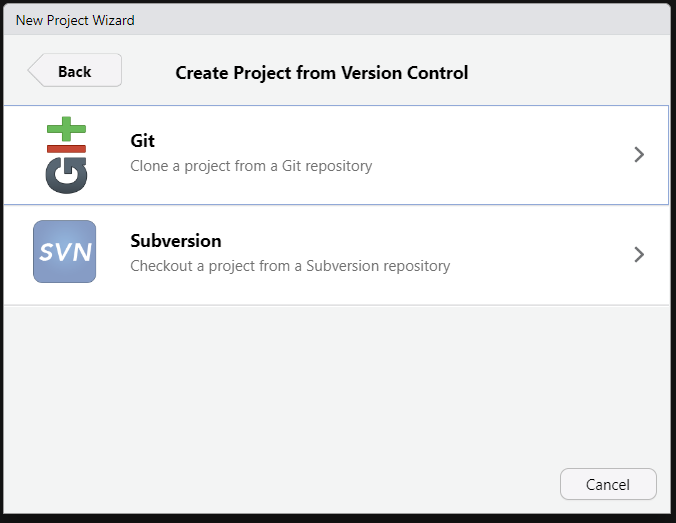 New Project Wizard
Back
Create Project from Version Control
git
Git
Clone a project from a Git repository
SVN
Subversion
Checkout a project from a Subversion repository
Cancel